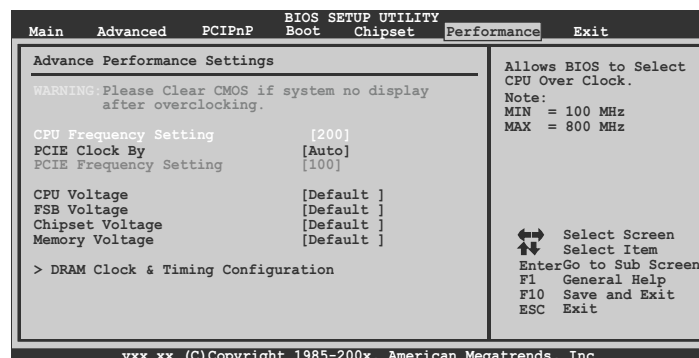 BIOS SETUP UTILITY
Main Advanced PCIPnP Boot Chipset Performance Exit
Advance Performance Settings
WARNING:Please Clear CMOS if system no display
after overclocking.
CPU Frequency Setting [200]
PCIE Clock By [Auto]
PCIE Frequency Setting [100]
CPU Voltage [Default ]
FSB Voltage [Default ]
Chipset Voltage [Default ]
Memory Voltage [Default ]
> DRAM Clock & Timing Configuration
Allows BIOS to Select
CPU Over Clock.
Note:
MIN = 100 MHz
MAX = 800 MHz
Select Screen
Select Item
EnterGo to Sub Screen
F1 General Help
F10 Save and Exit
ESC Exit
vxx.xx (C)Copyright 1985-200x, American Megatrends, Inc.